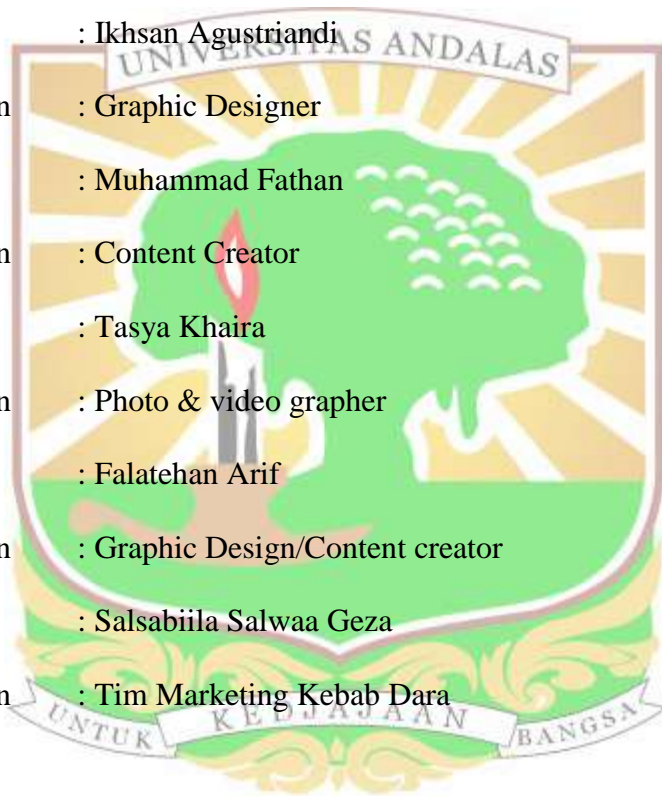 : Ikhsan Agustriandi
UNIVERSITAS ANDALAS
n : Graphic Designer
: Muhammad Fathan
n : Content Creator
: Tasya Khaira
n : Photo & video grapher
: Falatehan Arif
n : Graphic Design/Content creator
: Salsabiila Salwaa Geza
n : Tim Marketing Kebab Dara
UNTUK KEDJAJAAN BANGSA